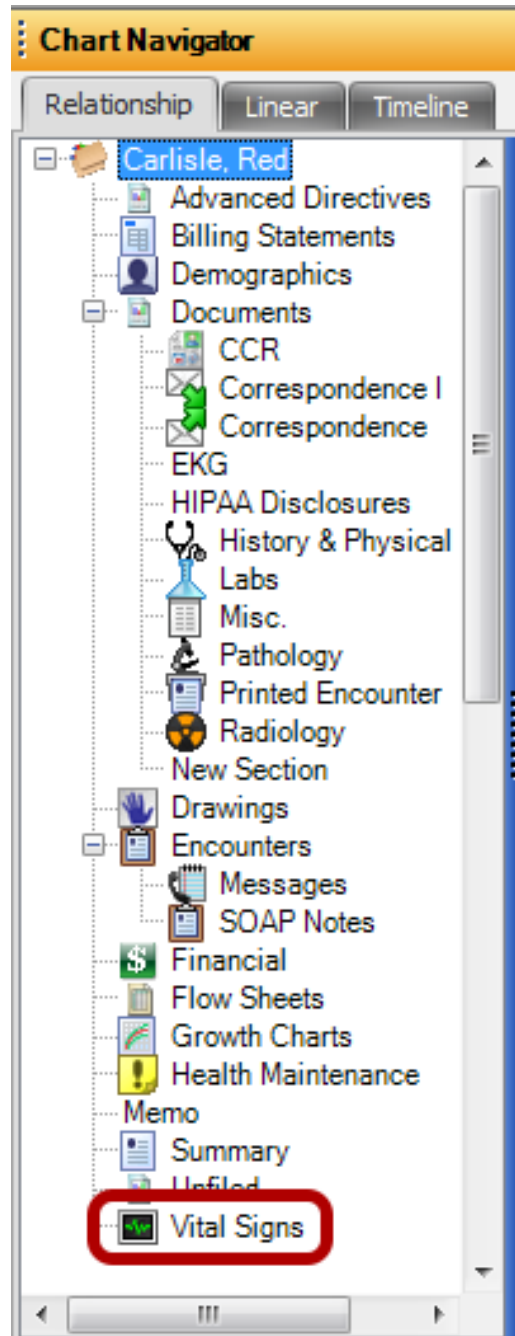 Chart Navigator
Relationship Linear Timeline
Carlisle, Red
Advanced Directives
Billing Statements
Demographics
Documents
CCR
Correspondence I
Correspondence
EKG
HIPAA Disclosures
History & Physical
Labs
Misc.
Pathology
Printed Encounter
Radiology
New Section
Drawings
Encounters
Messages
SOAP Notes
Financial
Flow Sheets
Growth Charts
Health Maintenance
Memo
Summary
Unfiled
Vital Signs